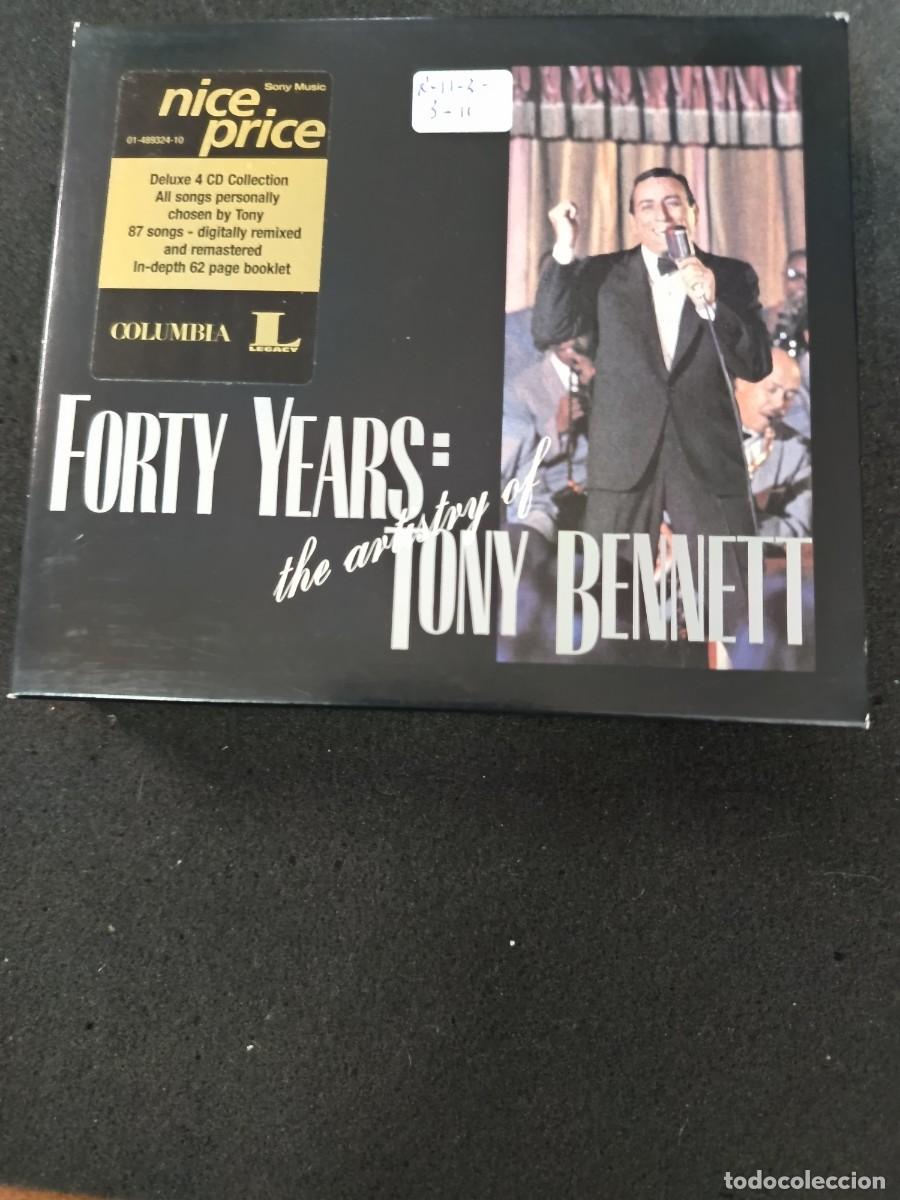 nice
Sony Music
price
01-489324-10
Deluxe 4 CD Collection
All songs personally
chosen by Tony
87 songs - digitally remixed
and remastered
In-depth 62 page booklet
COLUMBIA
L
LEGACY
FORTY YEARS:
the artistry of
TONY BENNETT
todocoleccion